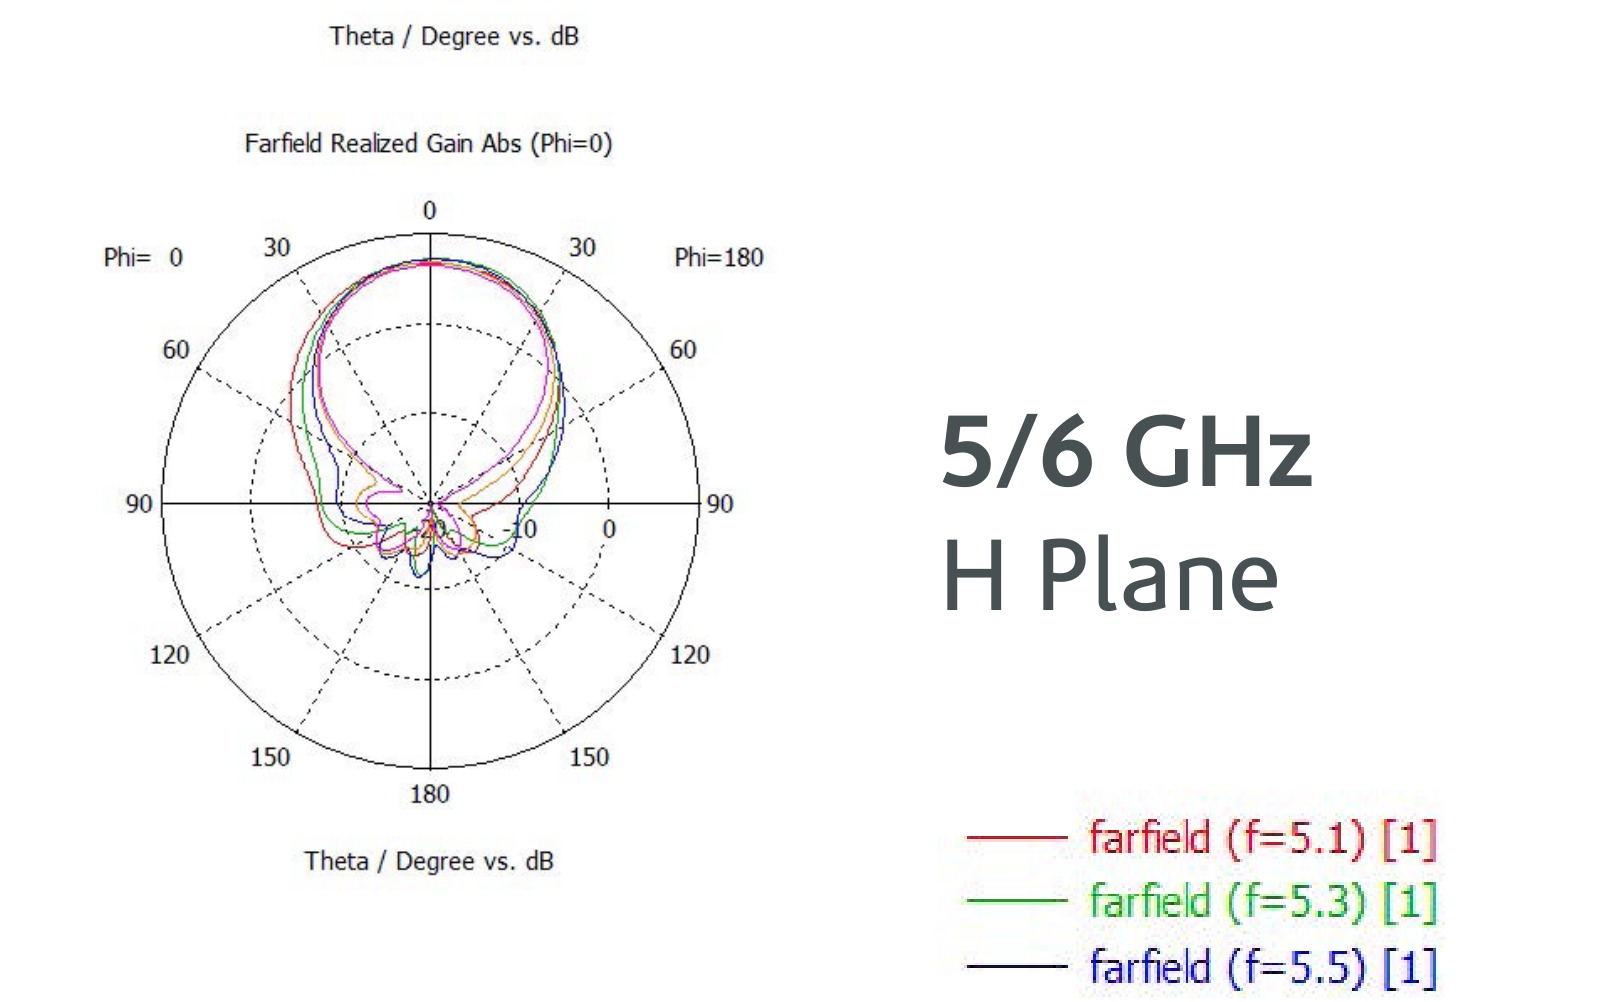 Theta / Degree vs. dB
Farfield Realized Gain Abs (Phi=0)
0
30
30
Phi= 0
Phi=180
60
60
90
90
-10
0
120
120
150
150
180
Theta / Degree vs. dB
5/6 GHz
H Plane
farfield (f=5.1) [1]
farfield (f=5.3) [1]
farfield (f=5.5) [1]